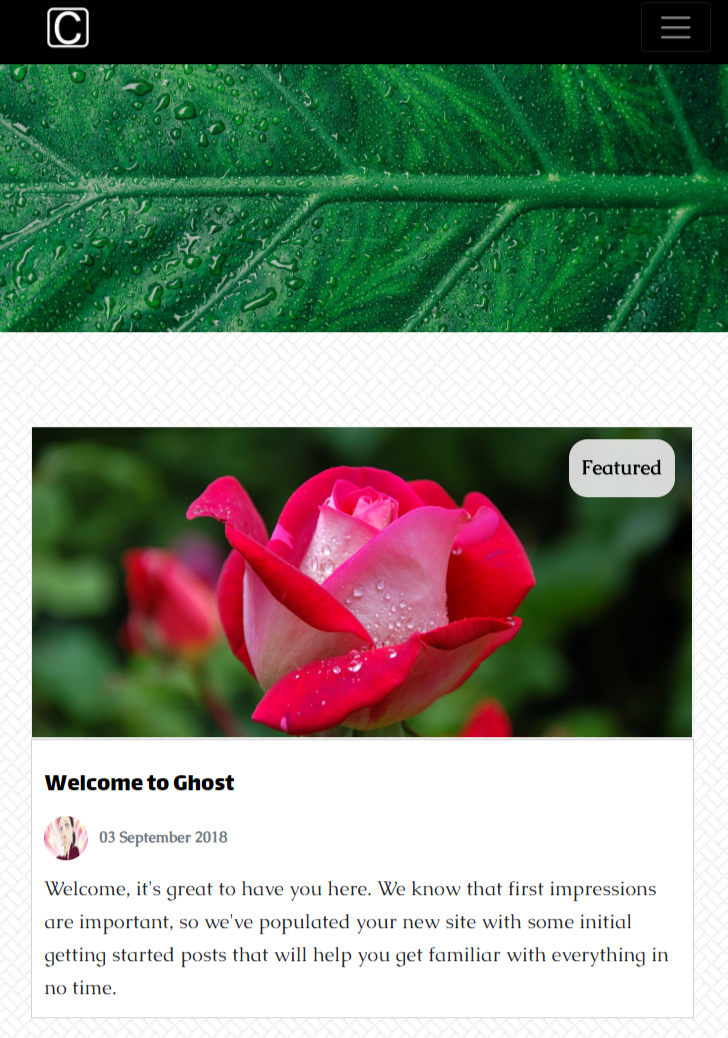 C
Featured
Welcome to Ghost
03 September 2018
Welcome, it's great to have you here. We know that first impressions
are important, so we've populated your new site with some initial
getting started posts that will help you get familiar with everything in
no time.